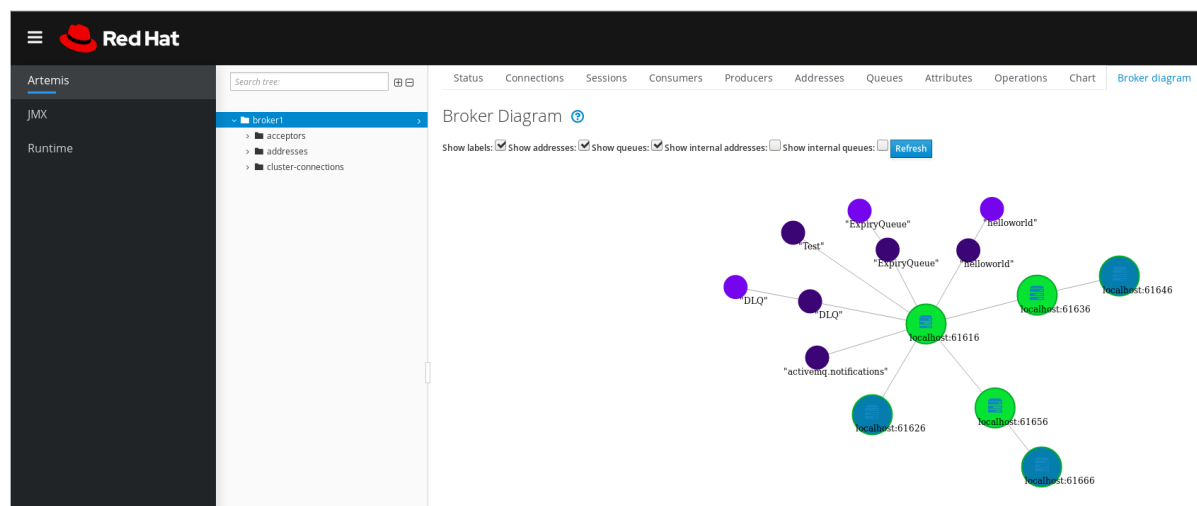 Red Hat
Artemis
JMX
Runtime
Search tree:
broker1
acceptors
addresses
cluster-connections
Status Connections Sessions Consumers Producers Addresses Queues Attributes Operations Chart Broker diagram
Broker Diagram
Show labels: Show addresses: Show queues: Show internal addresses: Show internal queues: Refresh
"ExpiryQueue"
"helloworld"
"Test"
"ExpiryQueue"
"helloworld"
localhost:61646
"DLQ"
"DLQ"
localhost:61636
localhost:61616
"activemq.notifications"
localhost:61626
localhost:61656
localhost:61666